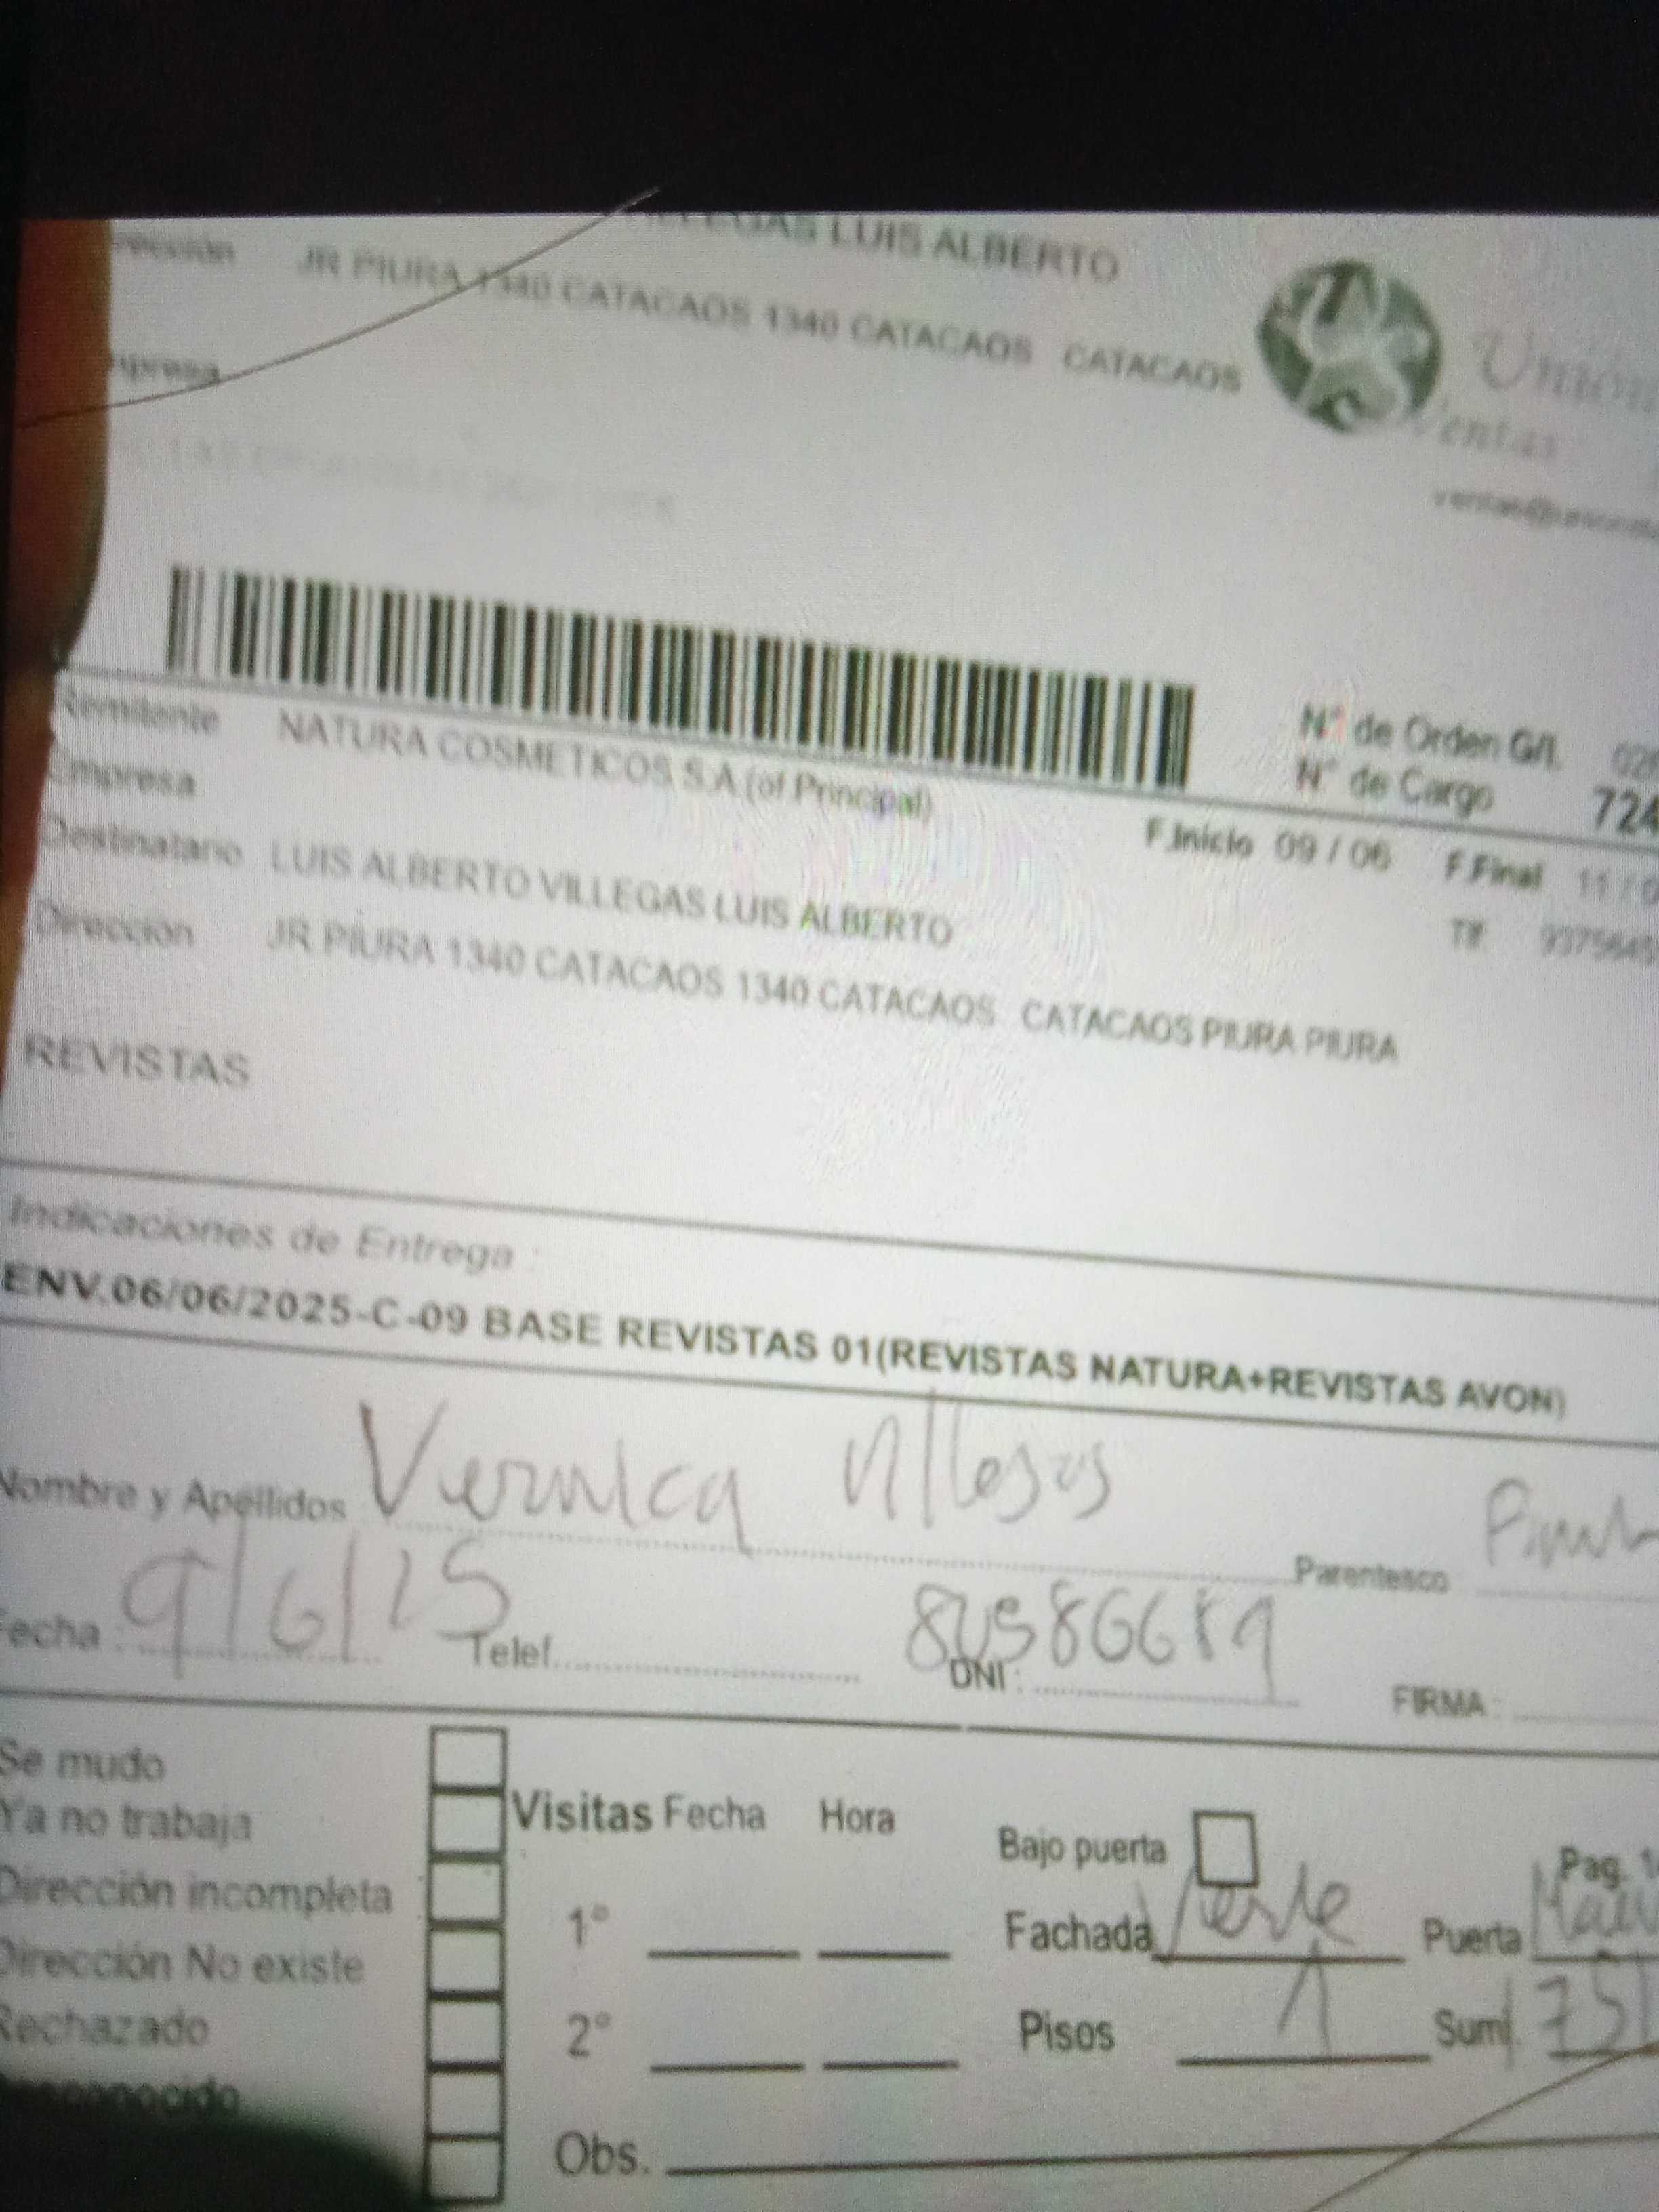 LUIS ALBERTO
JR PIURA 1340 CATACAOS 1340 CATACAOS CATACAOS
Unión
Ventas
Remitente NATURA COSMETICOS S.A.(of.Principal)
N° de Orden G/I.
N° de Cargo 724
Empresa
F.Inicio 09 / 06 F.Final 11 /
Destinatario LUIS ALBERTO VILLEGAS LUIS ALBERTO
Tlf
Dirección JR PIURA 1340 CATACAOS 1340 CATACAOS CATACAOS PIURA PIURA
REVISTAS
Indicaciones de Entrega :
ENV.06/06/2025-C-09 BASE REVISTAS 01(REVISTAS NATURA+REVISTAS AVON)
Nombre y Apellidos Parentesco
Fecha : 9/6/25 Telef. DNI : FIRMA :
Se mudo
Ya no trabaja
Dirección incompleta
Dirección No existe
Rechazado
Visitas Fecha Hora
1°
2°
Bajo puerta Pag.
Fachada Verde Puerta
Pisos 1 Sum.
Obs.